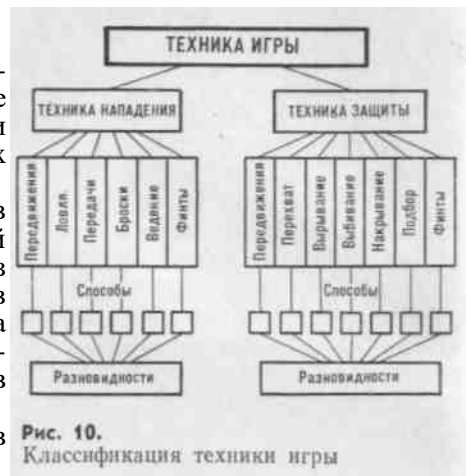 ТЕХНИКА ИГРЫ
ТЕХНИКА НАПАДЕНИЯ
ТЕХНИКА ЗАЩИТЫ
Передвижения
Ловля
Передачи
Броски
Ведение
Финты
Передвижения
Перехват
Вырывание
Выбивание
Накрывание
Подбор
Финты
Способы
Способы
Разновидности
Разновидности
Рис. 10.
Классификация техники игры